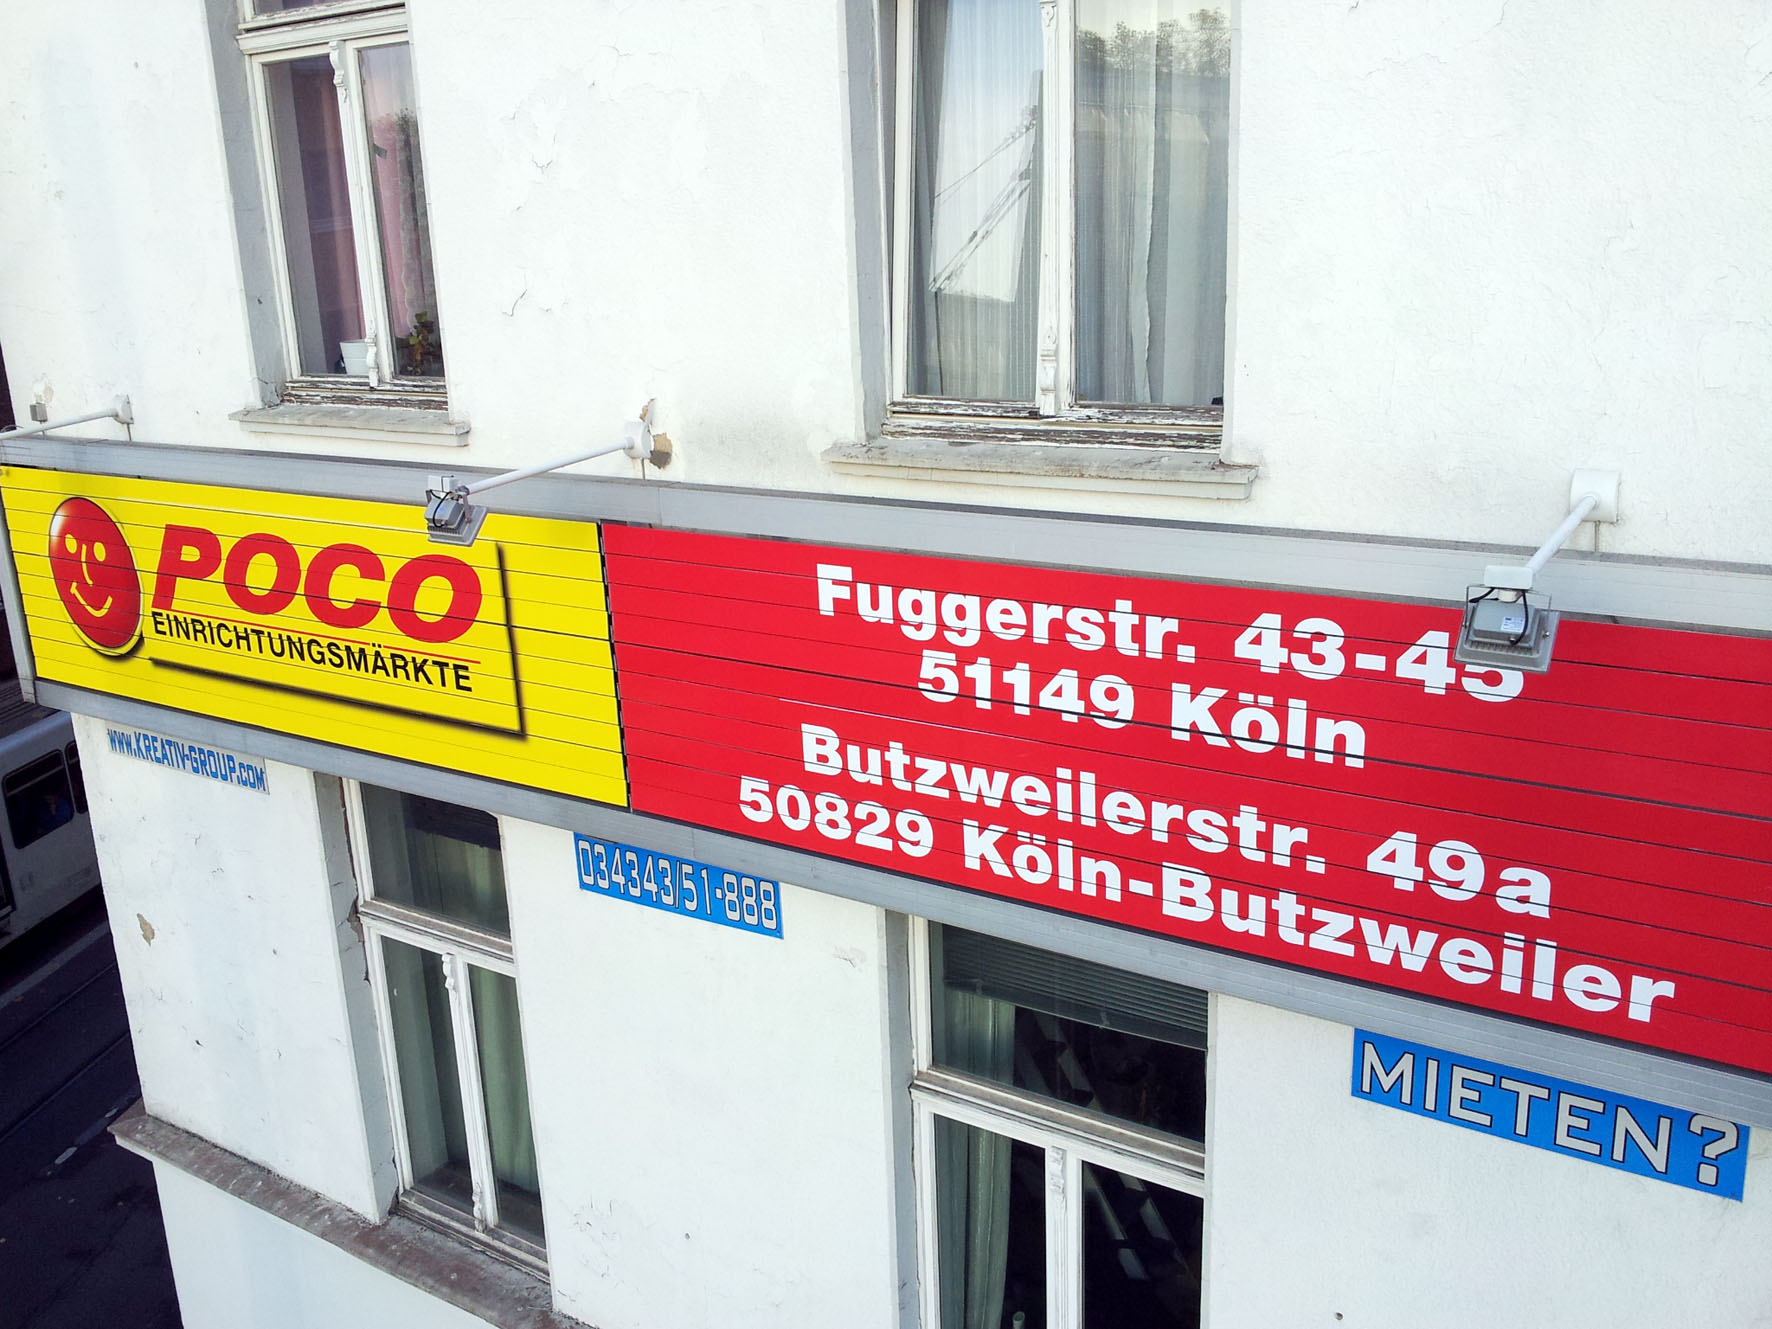 POCO
EINRICHTUNGSMÄRKTE
Fuggerstr. 43-45
51149 Köln
Butzweilerstr. 49a
50829 Köln-Butzweiler
WWW.KREATIV-GROUP.COM
034343/51-888
MIETEN?